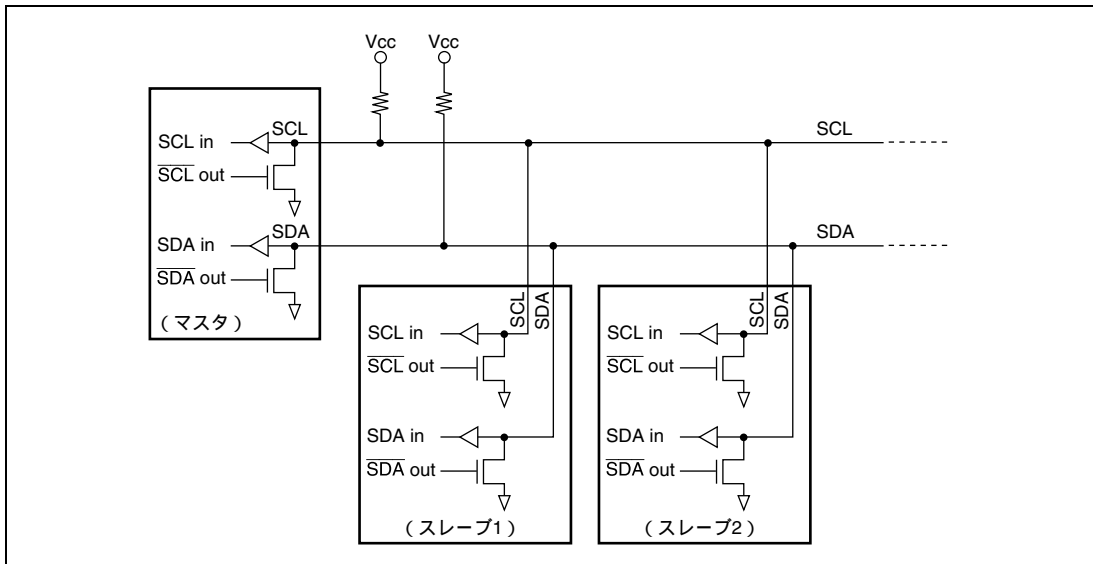 Vcc Vcc
SCL
SCL in
SCL out
SDA
SDA in
SDA out
（マスタ）
SCL
SDA
SCL
SDA
SCL in
SCL out
SDA in
SDA out
（スレーブ1）
SCL
SDA
SCL in
SCL out
SDA in
SDA out
（スレーブ2）